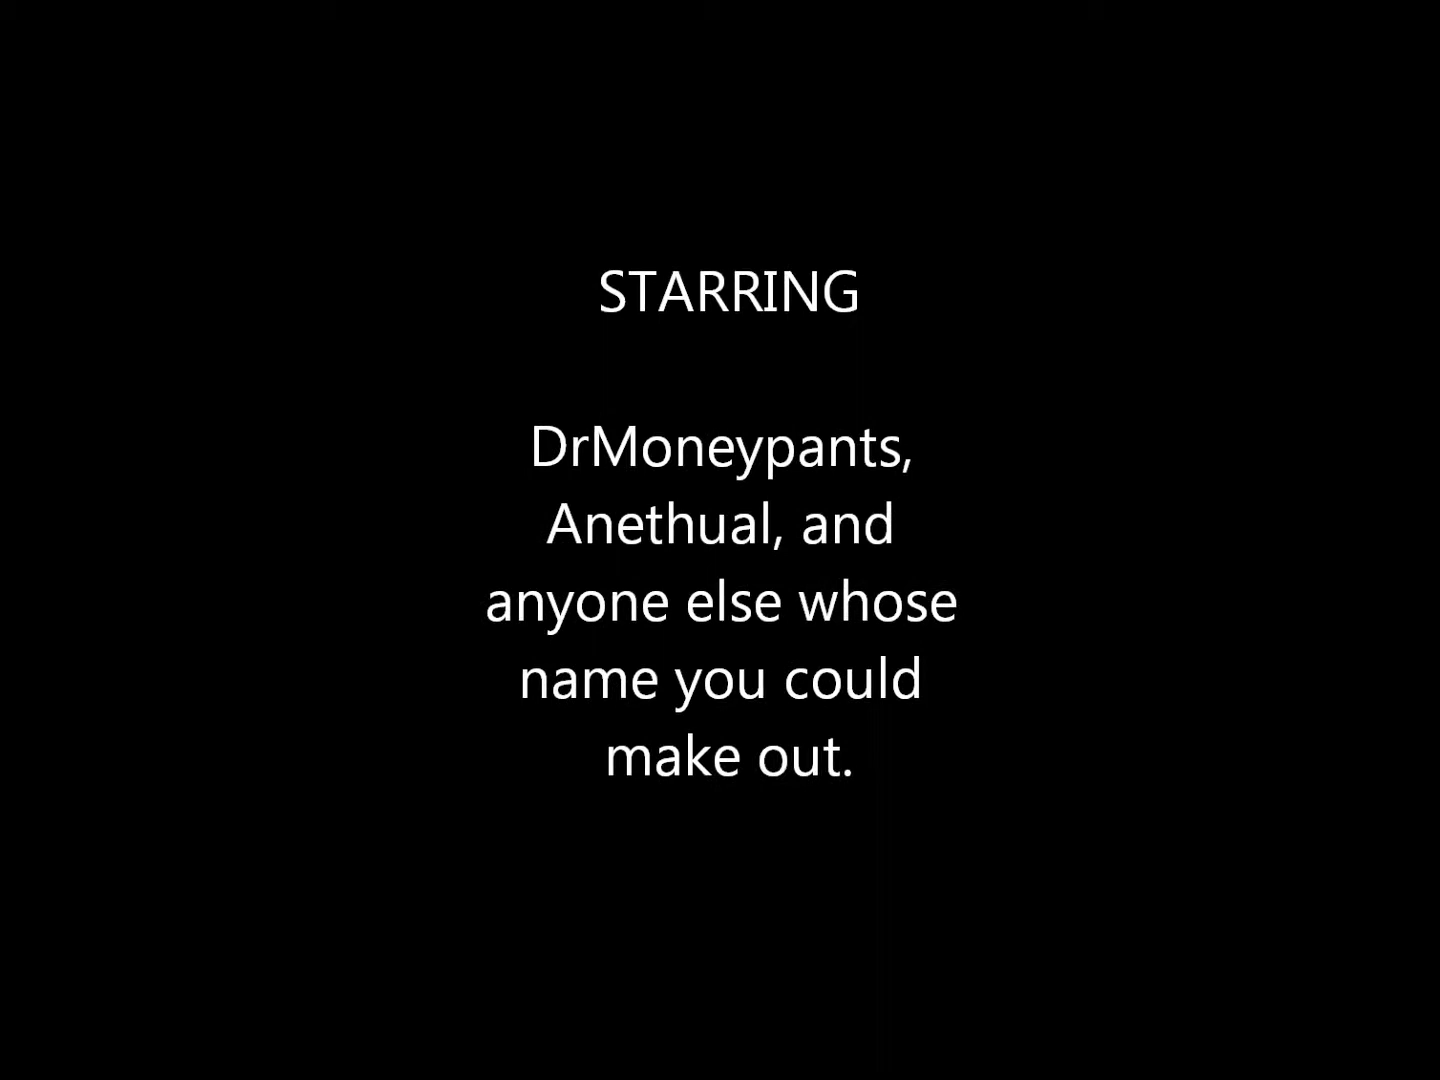 STARRING
DrMoneypants,
Anethual, and
anyone else whose
name you could
make out.